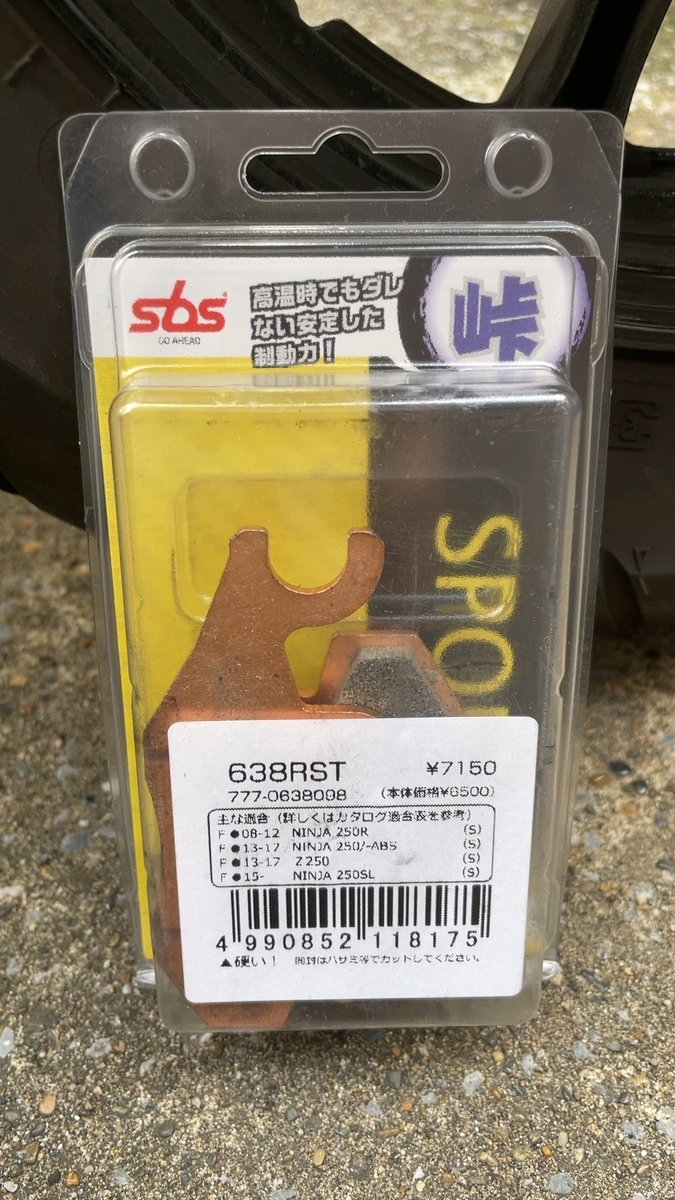 sbs
GO AHEAD
高温時でもダレ
ない安定した
制動力！
峠
SPO
638RST ¥7150
777-0638098 (本体価格¥6500)
主な適合（詳しくはカタログ適合表を参考）
F ●08-12 NINJA 250R (S)
F ●13-17 NINJA 250/-ABS (S)
F ●13-17 Z250 (S)
F ●15- NINJA 250SL (S)
4 990852 118175
▲硬い！ 開封はハサミ等でカットしてください。